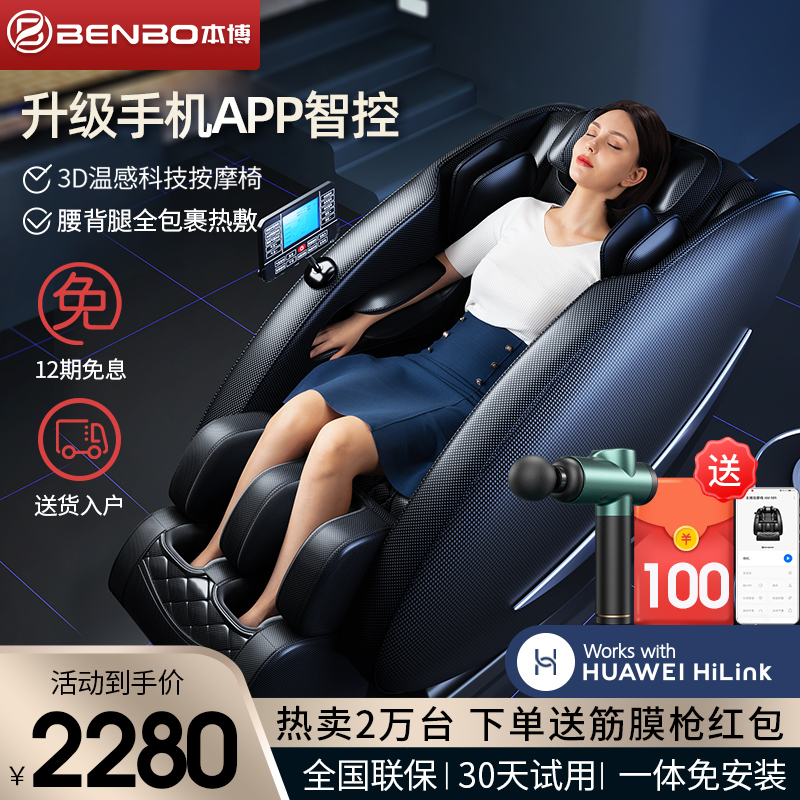 BENBO本博
升级手机APP智控
3D温感科技按摩椅
腰背腿全包裹热敷
免
12期免息
送货入户
送
¥
100
Works with
HUAWEI HiLink
活动到手价
¥2280
热卖2万台 下单送筋膜枪红包
全国联保 | 30天试用 | 一体免安装